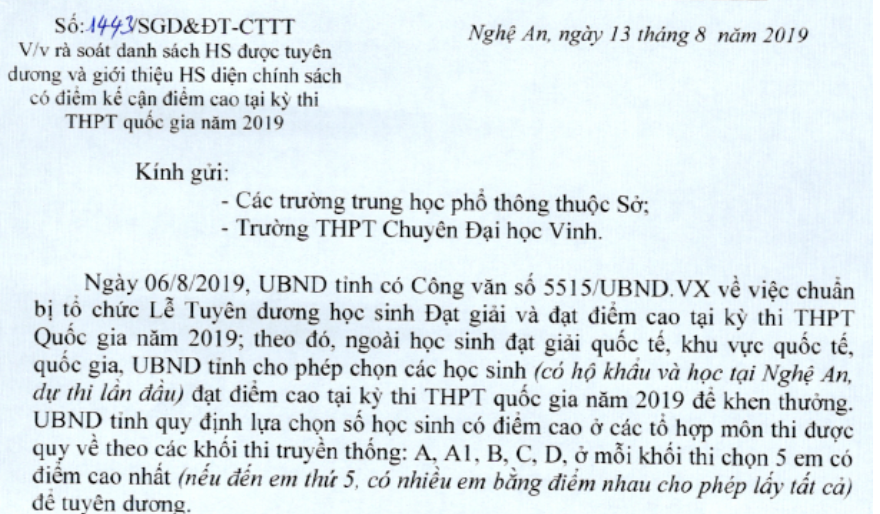 Số: 1443/SGD&ĐT-CTTT
Nghệ An, ngày 13 tháng 8 năm 2019
V/v rà soát danh sách HS được tuyên
dương và giới thiệu HS diện chính sách
có điểm kế cận điểm cao tại kỳ thi
THPT quốc gia năm 2019
Kính gửi:
- Các trường trung học phổ thông thuộc Sở;
- Trường THPT Chuyên Đại học Vinh.
Ngày 06/8/2019, UBND tỉnh có Công văn số 5515/UBND.VX về việc chuẩn
bị tổ chức Lễ Tuyên dương học sinh Đạt giải và đạt điểm cao tại kỳ thi THPT
Quốc gia năm 2019; theo đó, ngoài học sinh đạt giải quốc tế, khu vực quốc tế,
quốc gia, UBND tỉnh cho phép chọn các học sinh (có hộ khẩu và học tại Nghệ An,
dự thi lần đầu) đạt điểm cao tại kỳ thi THPT quốc gia năm 2019 để khen thưởng.
UBND tỉnh quy định lựa chọn số học sinh có điểm cao ở các tổ hợp môn thi được
quy về theo các khối thi truyền thống: A, A1, B, C, D, ở mỗi khối thi chọn 5 em có
điểm cao nhất (nếu đến em thứ 5, có nhiều em bằng điểm nhau cho phép lấy tất cả)
để tuyên dương.